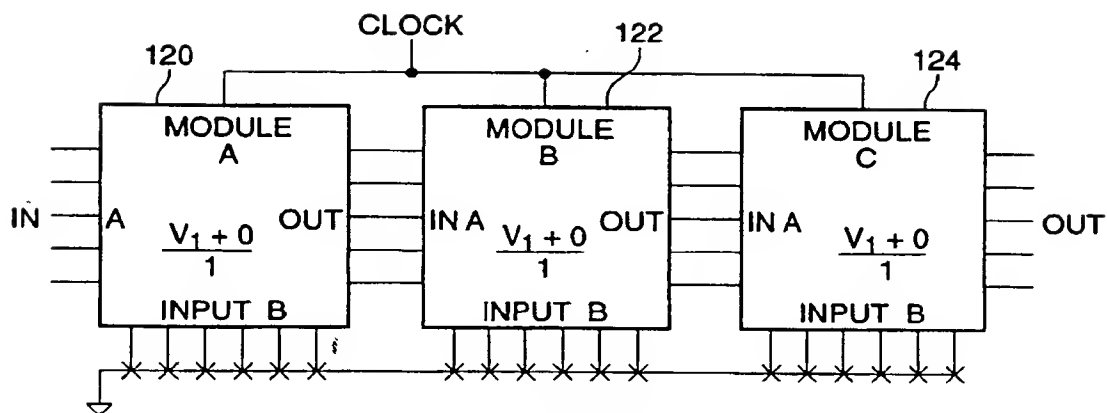 CLOCK
120
122
124
MODULE
A
MODULE
B
MODULE
C
IN
A
OUT
IN A
OUT
IN A
OUT
V1 + 0
1
V1 + 0
1
V1 + 0
1
INPUT B
INPUT B
INPUT B